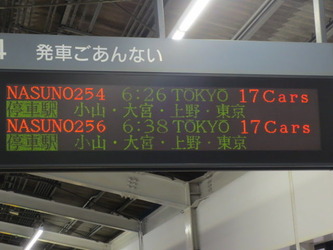 4 発車ごあんない
NASUNO254 6:26 TOKYO 17Cars
停車駅 小山・大宮・上野・東京
NASUNO256 6:38 TOKYO 17Cars
停車駅 小山・大宮・上野・東京